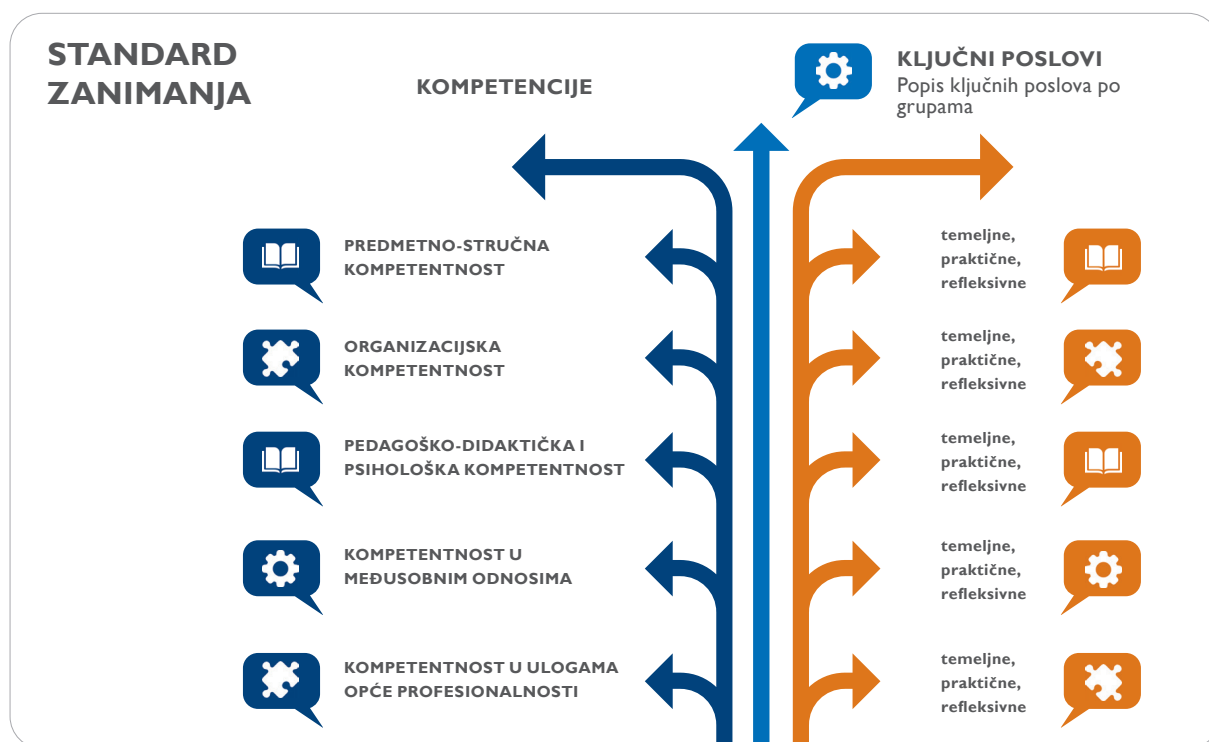 STANDARD
ZANIMANJA
KOMPETENCIJE
KLJUČNI POSLOVI
Popis ključnih poslova po
grupama
PREDMETNO-STRUČNA
KOMPETENTNOST
temeljne,
praktične,
refleksivne
ORGANIZACIJSKA
KOMPETENTNOST
temeljne,
praktične,
refleksivne
PEDAGOŠKO-DIDAKTIČKA I
PSIHOLOŠKA KOMPETENTNOST
temeljne,
praktične,
refleksivne
KOMPETENTNOST U
MEĐUSOBNIM ODNOSIMA
temeljne,
praktične,
refleksivne
KOMPETENTNOST U ULOGAMA
OPĆE PROFESIONALNOSTI
temeljne,
praktične,
refleksivne